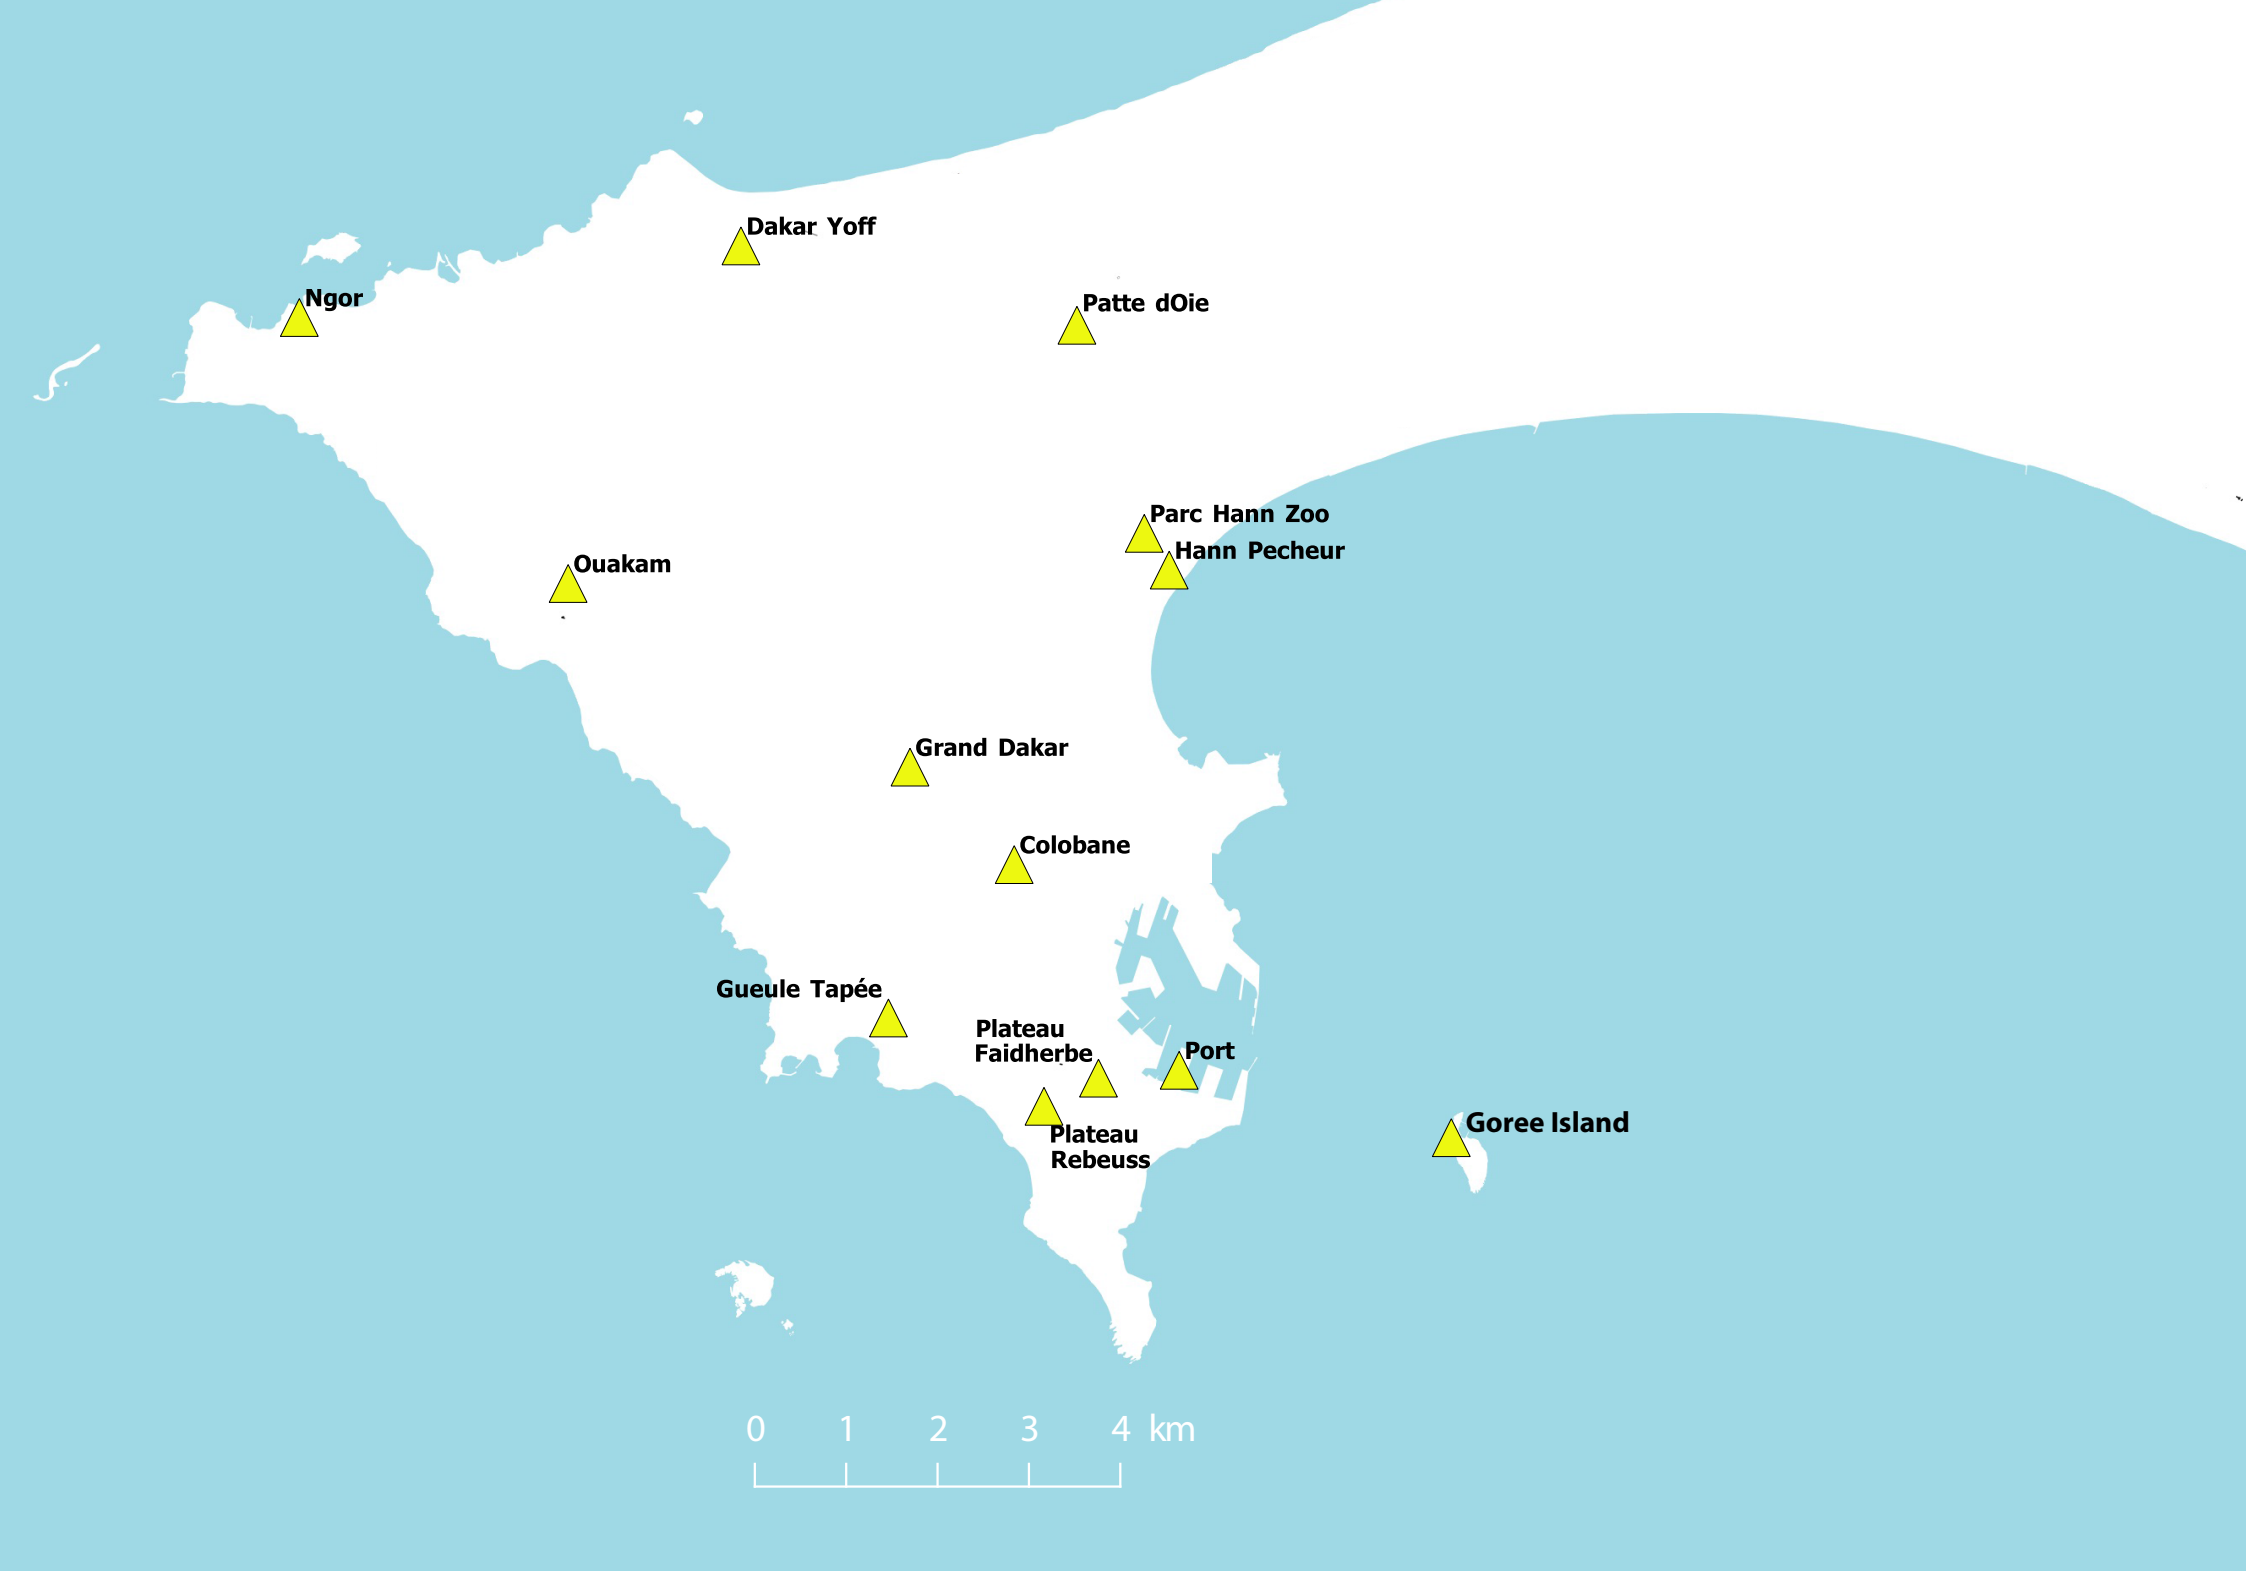 Dakar Yoff
Ngor
Patte dOie
Parc Hann Zoo
Hann Pecheur
Ouakam
Grand Dakar
Colobane
Gueule Tapée
Plateau
Faidherbe
Port
Plateau
Rebeuss
Goree Island
0 1 2 3 4 km